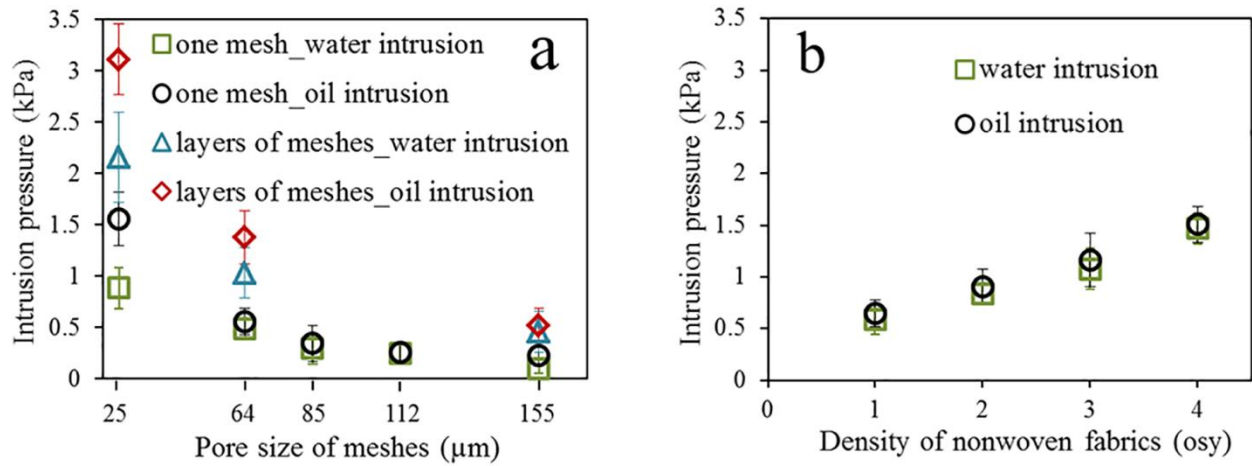 3.5
3
2.5
2
1.5
1
0.5
0
Intrusion pressure (kPa)
a
one mesh_water intrusion
one mesh_oil intrusion
layers of meshes_water intrusion
layers of meshes_oil intrusion
25 64 85 112 155
Pore size of meshes (µm)
3.5
3
2.5
2
1.5
1
0.5
0
Intrusion pressure (kPa)
b
water intrusion
oil intrusion
0 1 2 3 4
Density of nonwoven fabrics (osy)